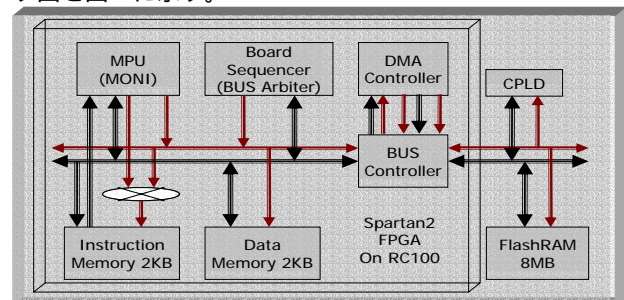 MPU
(MONI)
Board
Sequencer
(BUS Arbiter)
DMA
Controller
CPLD
BUS
Controller
Instruction
Memory 2KB
Data
Memory 2KB
Spartan2
FPGA
On RC100
FlashRAM
8MB